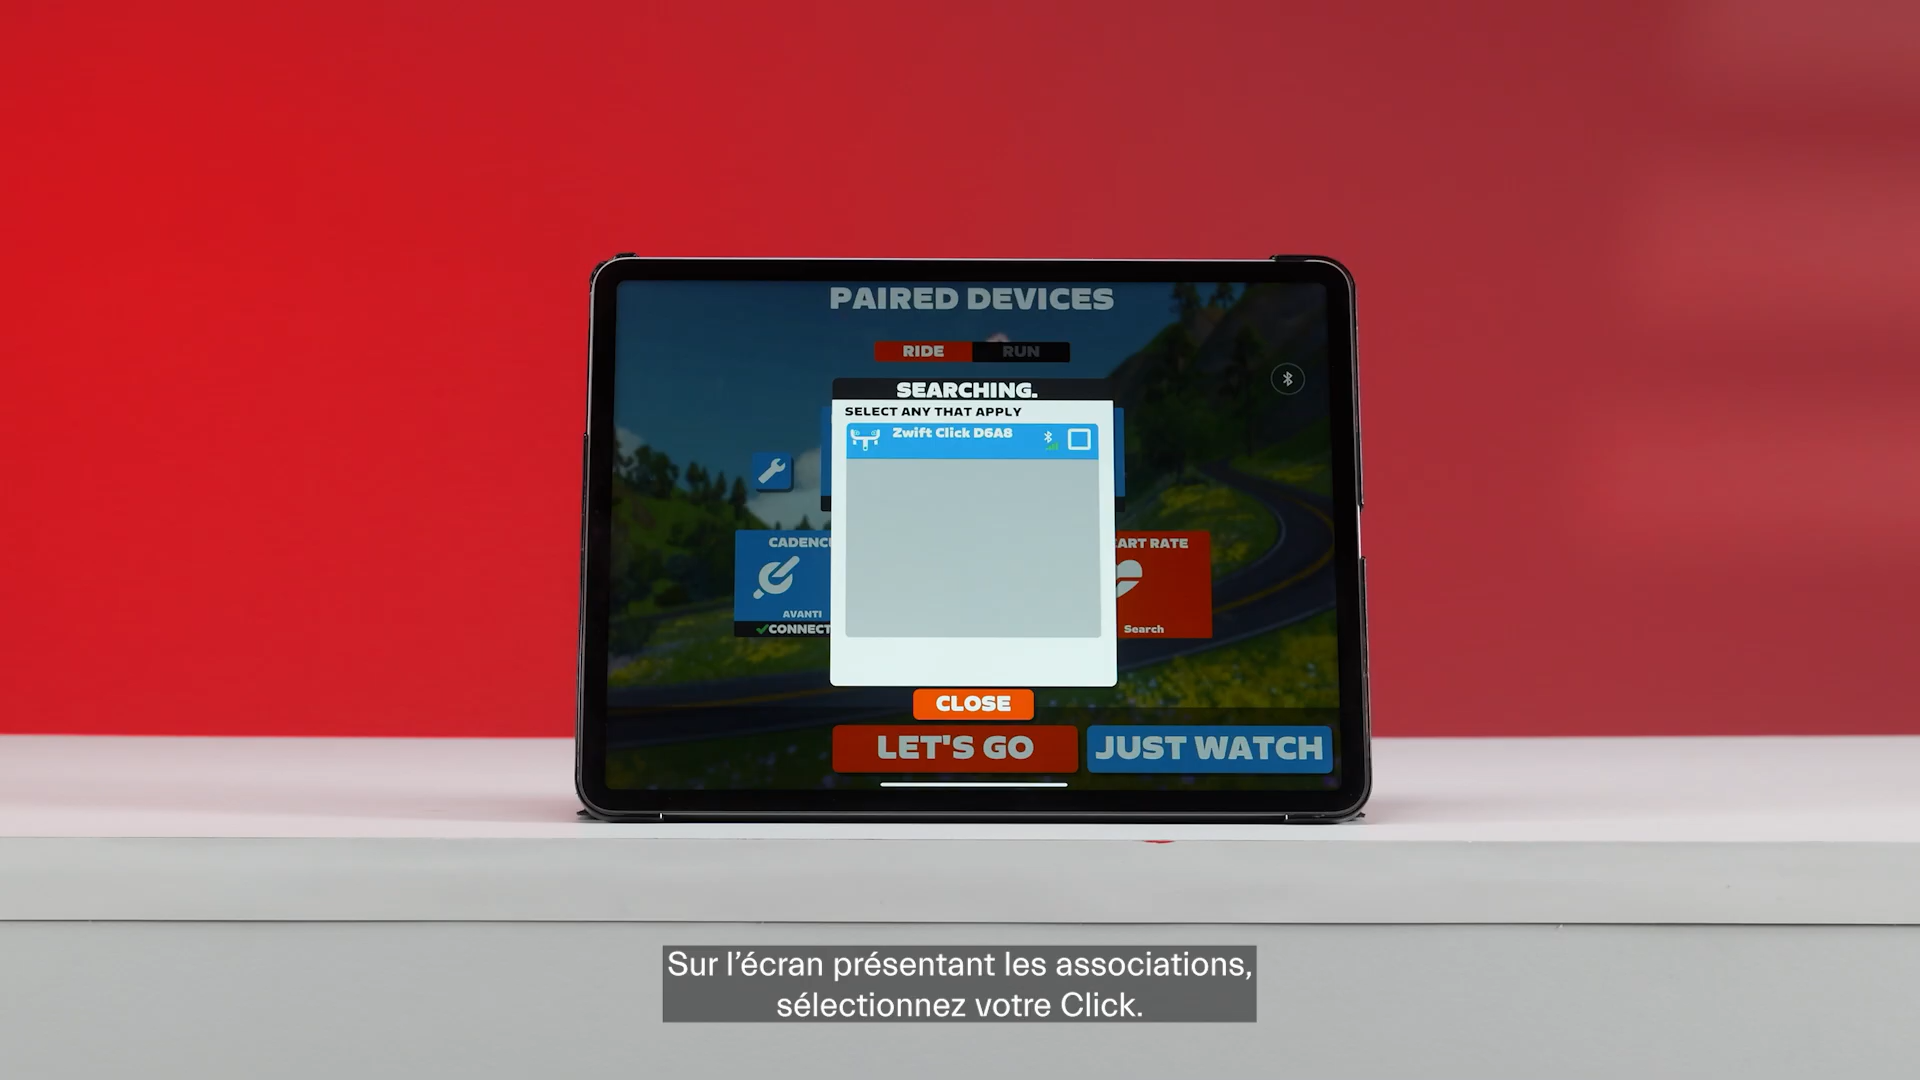 PAIRED DEVICES
RIDE RUN
SEARCHING.
SELECT ANY THAT APPLY
Zwift Click D6A8
CADENC
ART RATE
AVANTI
CONNECT
Search
CLOSE
LET'S GO
JUST WATCH
Sur l'écran présentant les associations,
sélectionnez votre Click.